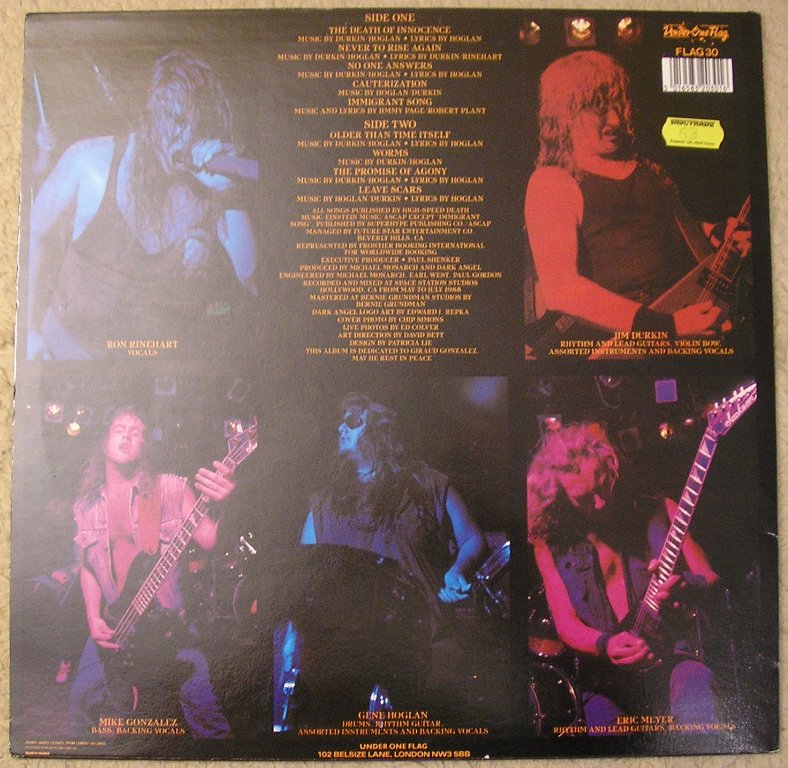 SIDE ONE
THE DEATH OF INNOCENCE
MUSIC BY DURKIN/HOGLAN • LYRICS BY HOGLAN
NEVER TO RISE AGAIN
MUSIC BY DURKIN/HOGLAN • LYRICS BY DURKIN/RINEHART
NO ONE ANSWERS
MUSIC BY DURKIN/HOGLAN • LYRICS BY HOGLAN
CAUTERIZATION
MUSIC BY HOGLAN/DURKIN
IMMIGRANT SONG
MUSIC AND LYRICS BY JIMMY PAGE/ROBERT PLANT
SIDE TWO
OLDER THAN TIME ITSELF
MUSIC BY DURKIN/HOGLAN • LYRICS BY HOGLAN
WORMS
MUSIC BY DURKIN/HOGLAN
THE PROMISE OF AGONY
MUSIC BY DURKIN/HOGLAN • LYRICS BY HOGLAN
LEAVE SCARS
MUSIC BY HOGLAN/DURKIN • LYRICS BY HOGLAN
ALL SONGS PUBLISHED BY HIGH-SPEED DEATH
MUSIC, EINSTEIN MUSIC, ASCAP EXCEPT "IMMIGRANT
SONG", PUBLISHED BY SUPERHYPE PUBLISHING CO./ASCAP
MANAGED BY FUTURE STAR ENTERTAINMENT CO.
BEVERLY HILLS, CA
REPRESENTED BY FRONTIER BOOKING INTERNATIONAL
FOR WORLDWIDE BOOKING
EXECUTIVE PRODUCER • PAUL SHENKER
PRODUCED BY MICHAEL MONARCH AND DARK ANGEL
ENGINEERED BY MICHAEL MONARCH, EARL WEST, PAUL GORDON
RECORDED AND MIXED AT SPACE STATION STUDIOS
HOLLYWOOD, CA FROM MAY TO JULY 1988
MASTERED AT BERNIE GRUNDMAN STUDIOS BY
BERNIE GRUNDMAN
DARK ANGEL LOGO ART BY EDWARD J. REPKA
COVER PHOTO BY CHIP SIMONS
LIVE PHOTOS BY ED COLVER
ART DIRECTION BY DAVID BETT
DESIGN BY PATRICIA LIE
THIS ALBUM IS DEDICATED TO GIRAUD GONZALEZ.
MAY HE REST IN PEACE
Under One Flag
FLAG 30
DISCTRADE
63
RON RINEHART
VOCALS
JIM DURKIN
RHYTHM AND LEAD GUITARS, VIOLIN BOW,
ASSORTED INSTRUMENTS AND BACKING VOCALS
Jackson
MIKE GONZALEZ
BASS, BACKING VOCALS
GENE HOGLAN
DRUMS, RHYTHM GUITAR,
ASSORTED INSTRUMENTS AND BACKING VOCALS
ERIC MEYER
RHYTHM AND LEAD GUITARS, BACKING VOCALS
UNDER ONE FLAG
102 BELSIZE LANE, LONDON NW3 5BB